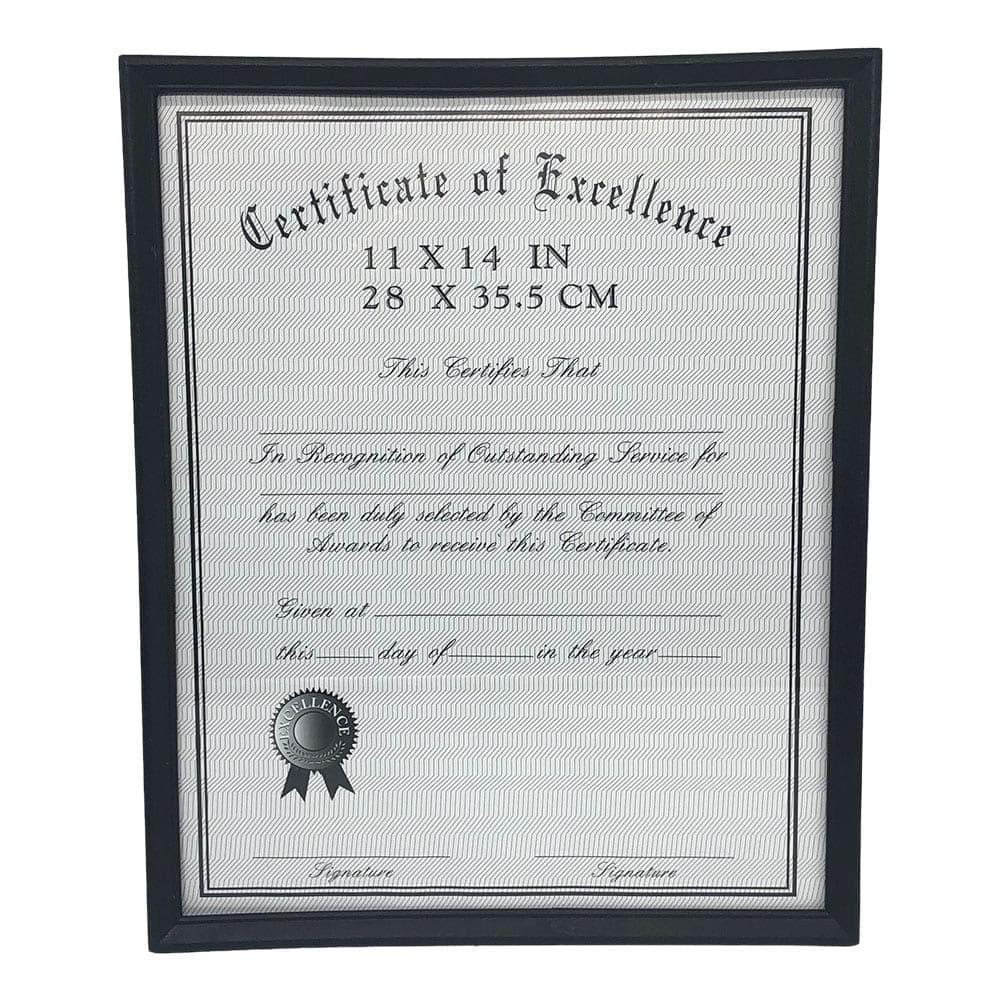 Certificate of Excellence
11 X 14 IN
28 X 35.5 CM
This Certifies That
In Recognition of Outstanding Service for
has been duly selected by the Committee of
Awards to receive this Certificate.
Given at
this day of in the year
EXCELLENCE
Signature Signature